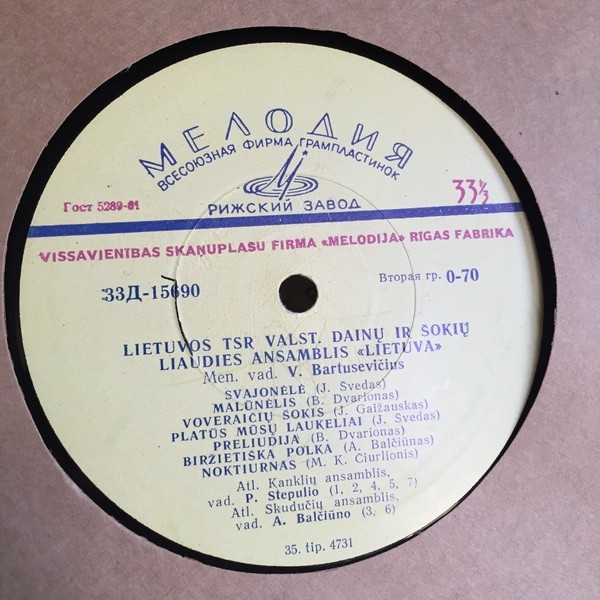 МЕЛОДИЯ
ВСЕСОЮЗНАЯ ФИРМА ГРАМПЛАСТИНОК
РИЖСКИЙ ЗАВОД
Гост 5289-61
33⅓
VISSAVIENĪBAS SKAŅUPLAŠU FIRMA «MELODIJA» RĪGAS FABRIKA
33Д-15690
Вторая гр. 0-70
LIETUVOS TSR VALST. DAINŲ IR ŠOKIŲ
LIAUDIES ANSAMBLIS «LIETUVA»
Men. vad. V. Bartusevičius
SVAJONĖLĖ (J. Švedas)
MALŪNĖLIS (B. Dvarionas)
VOVERAIČIŲ ŠOKIS (J. Gaižauskas)
PLATŪS MŪSŲ LAUKELIAI (J. Švedas)
PRELIUDIJA (B. Dvarionas)
BIRŽIETIŠKA POLKA (A. Balčiūnas)
NOKTIURNAS (M. K. Čiurlionis)
Atl. Kanklių ansamblis,
vad. P. Stepulio (1, 2, 4, 5, 7)
Atl. Skudučių ansamblis,
vad. A. Balčiūno (3, 6)
35. tip. 4731